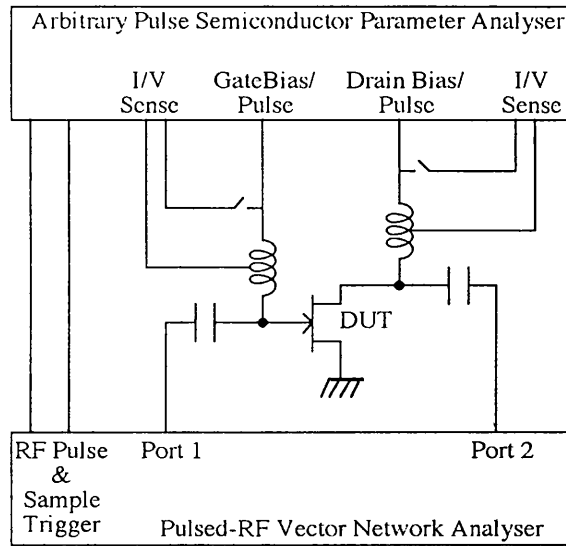 Arbitrary Pulse Semiconductor Parameter Analyser
I/V Sense
GateBias/ Pulse
Drain Bias/ Pulse
I/V Sense
DUT
RF Pulse & Sample Trigger
Port 1
Port 2
Pulsed-RF Vector Network Analyser